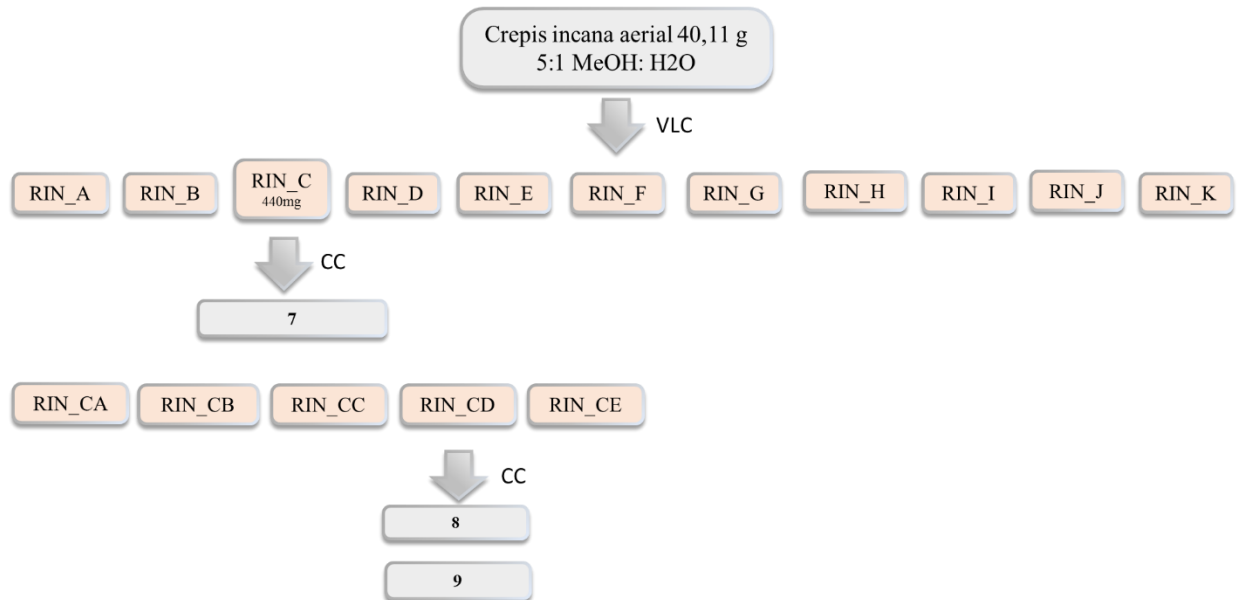 Crepis incana aerial 40,11 g
5:1 MeOH: H2O
VLC
RIN_A
RIN_B
RIN_C
440mg
RIN_D
RIN_E
RIN_F
RIN_G
RIN_H
RIN_I
RIN_J
RIN_K
CC
7
RIN_CA
RIN_CB
RIN_CC
RIN_CD
RIN_CE
CC
8
9